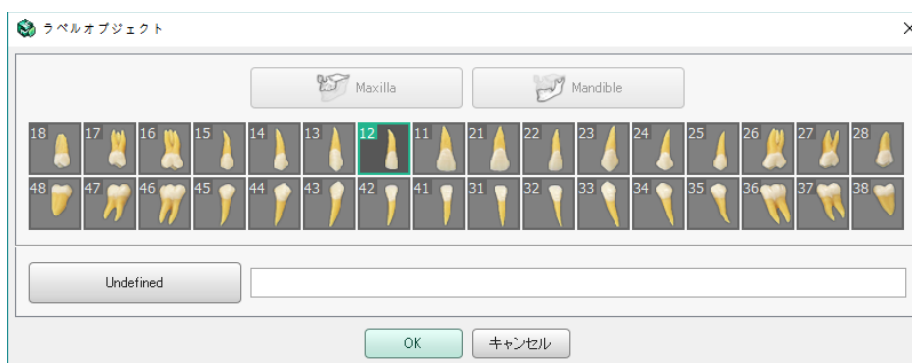 ラベルオブジェクト
Maxilla Mandible
18 17 16 15 14 13 12 11 21 22 23 24 25 26 27 28
48 47 46 45 44 43 42 41 31 32 33 34 35 36 37 38
Undefined
OK キャンセル